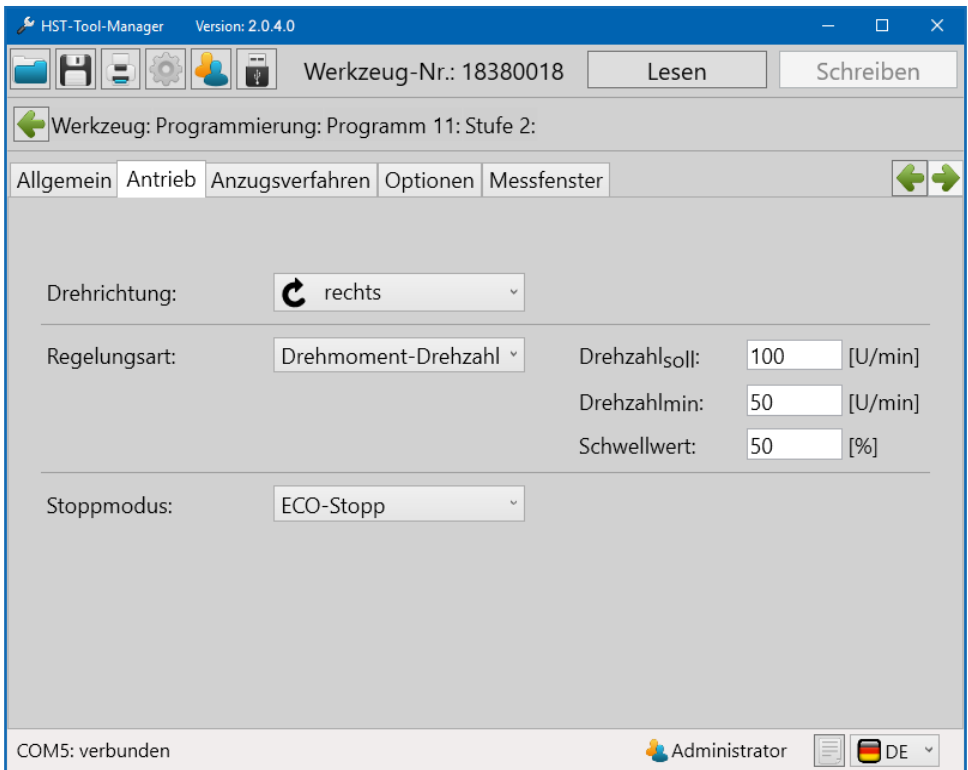 HST-Tool-Manager Version: 2.0.4.0
Werkzeug-Nr.: 18380018 Lesen Schreiben
Werkzeug: Programmierung: Programm 11: Stufe 2:
Allgemein Antrieb Anzugsverfahren Optionen Messfenster
Drehrichtung: rechts
Regelungsart: Drehmoment-Drehzahl Drehzahlsoll: 100 [U/min]
Drehzahlmin: 50 [U/min]
Schwellwert: 50 [%]
Stoppmodus: ECO-Stopp
COM5: verbunden Administrator DE